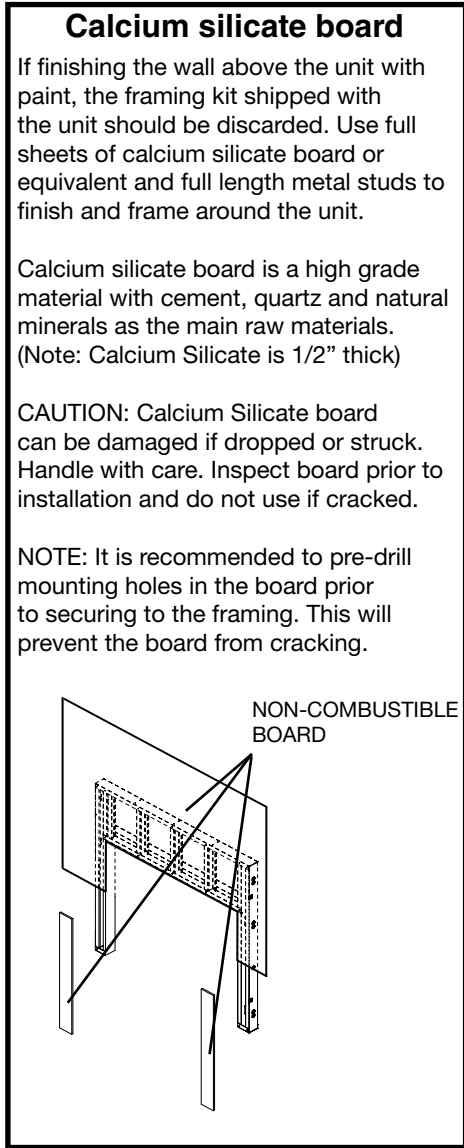 Calcium silicate board
If finishing the wall above the unit with
paint, the framing kit shipped with
the unit should be discarded. Use full
sheets of calcium silicate board or
equivalent and full length metal studs to
finish and frame around the unit.
Calcium silicate board is a high grade
material with cement, quartz and natural
minerals as the main raw materials.
(Note: Calcium Silicate is 1/2” thick)
CAUTION: Calcium Silicate board
can be damaged if dropped or struck.
Handle with care. Inspect board prior to
installation and do not use if cracked.
NOTE: It is recommended to pre-drill
mounting holes in the board prior
to securing to the framing. This will
prevent the board from cracking.
NON-COMBUSTIBLE
BOARD